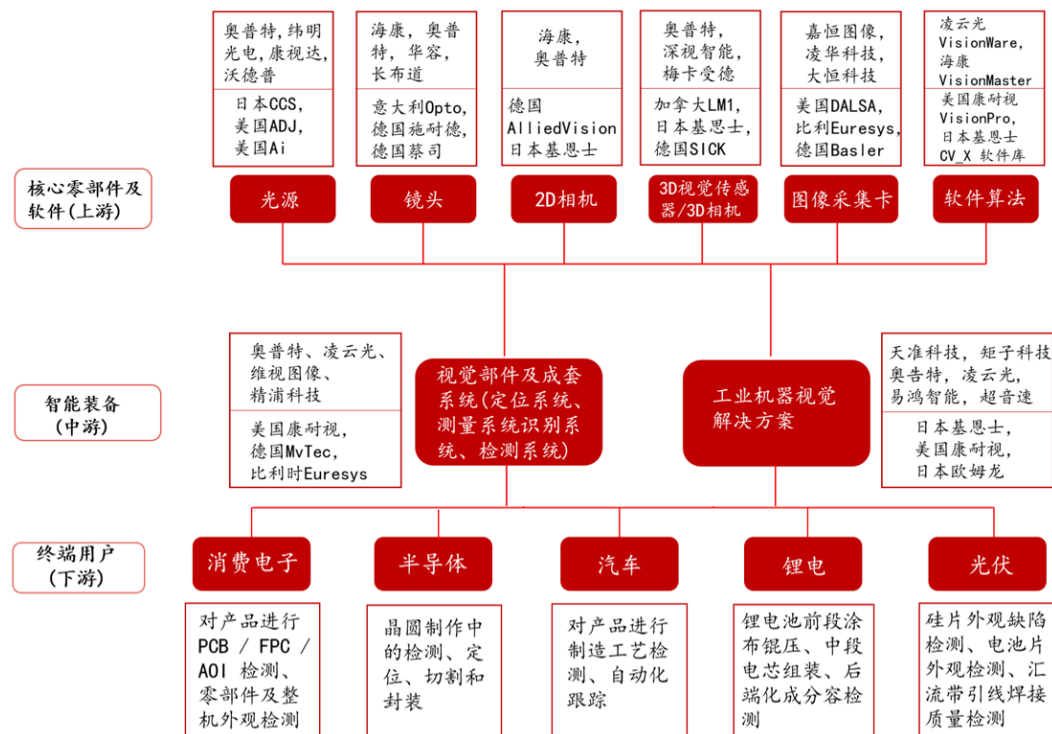 奥普特,纬明
光电,康视达,
沃德普
日本CCS,
美国ADJ,
美国Ai
海康, 奥普
特, 华容,
长布道
意大利Opto,
德国施耐德,
德国蔡司
海康,
奥普特
德国
AlliedVision
日本基恩士
奥普特,
深视智能,
梅卡受德
加拿大LM1,
日本基恩士,
德国SICK
嘉恒图像,
凌华科技,
大恒科技
美国DALSA,
比利Euresys,
德国Basler
凌云光
VisionWare,
海康
VisionMaster
美国康耐视
VisionPro,
日本基恩士
CV_X 软件库
核心零部件及
软件(上游)
光源
镜头
2D相机
3D视觉传感
器/3D相机
图像采集卡
软件算法
智能装备
(中游)
奥普特、凌云光、
维视图像、
精浦科技
美国康耐视,
德国MvTec,
比利时Euresys
视觉部件及成套
系统(定位系统、
测量系统识别系
统、检测系统)
工业机器视觉
解决方案
天准科技, 矩子科技
奥告特, 凌云光,
易鸿智能, 超音速
日本基恩士,
美国康耐视,
日本欧姆龙
终端用户
(下游)
消费电子
半导体
汽车
锂电
光伏
对产品进行
PCB / FPC /
AOI 检测、
零部件及整
机外观检测
晶圆制作中
的检测、定
位、切割和
封装
对产品进行
制造工艺检
测、自动化
跟踪
锂电池前段涂
布锟压、中段
电芯组装、后
端化成分容检
测
硅片外观缺陷
检测、电池片
外观检测、汇
流带引线焊接
质量检测